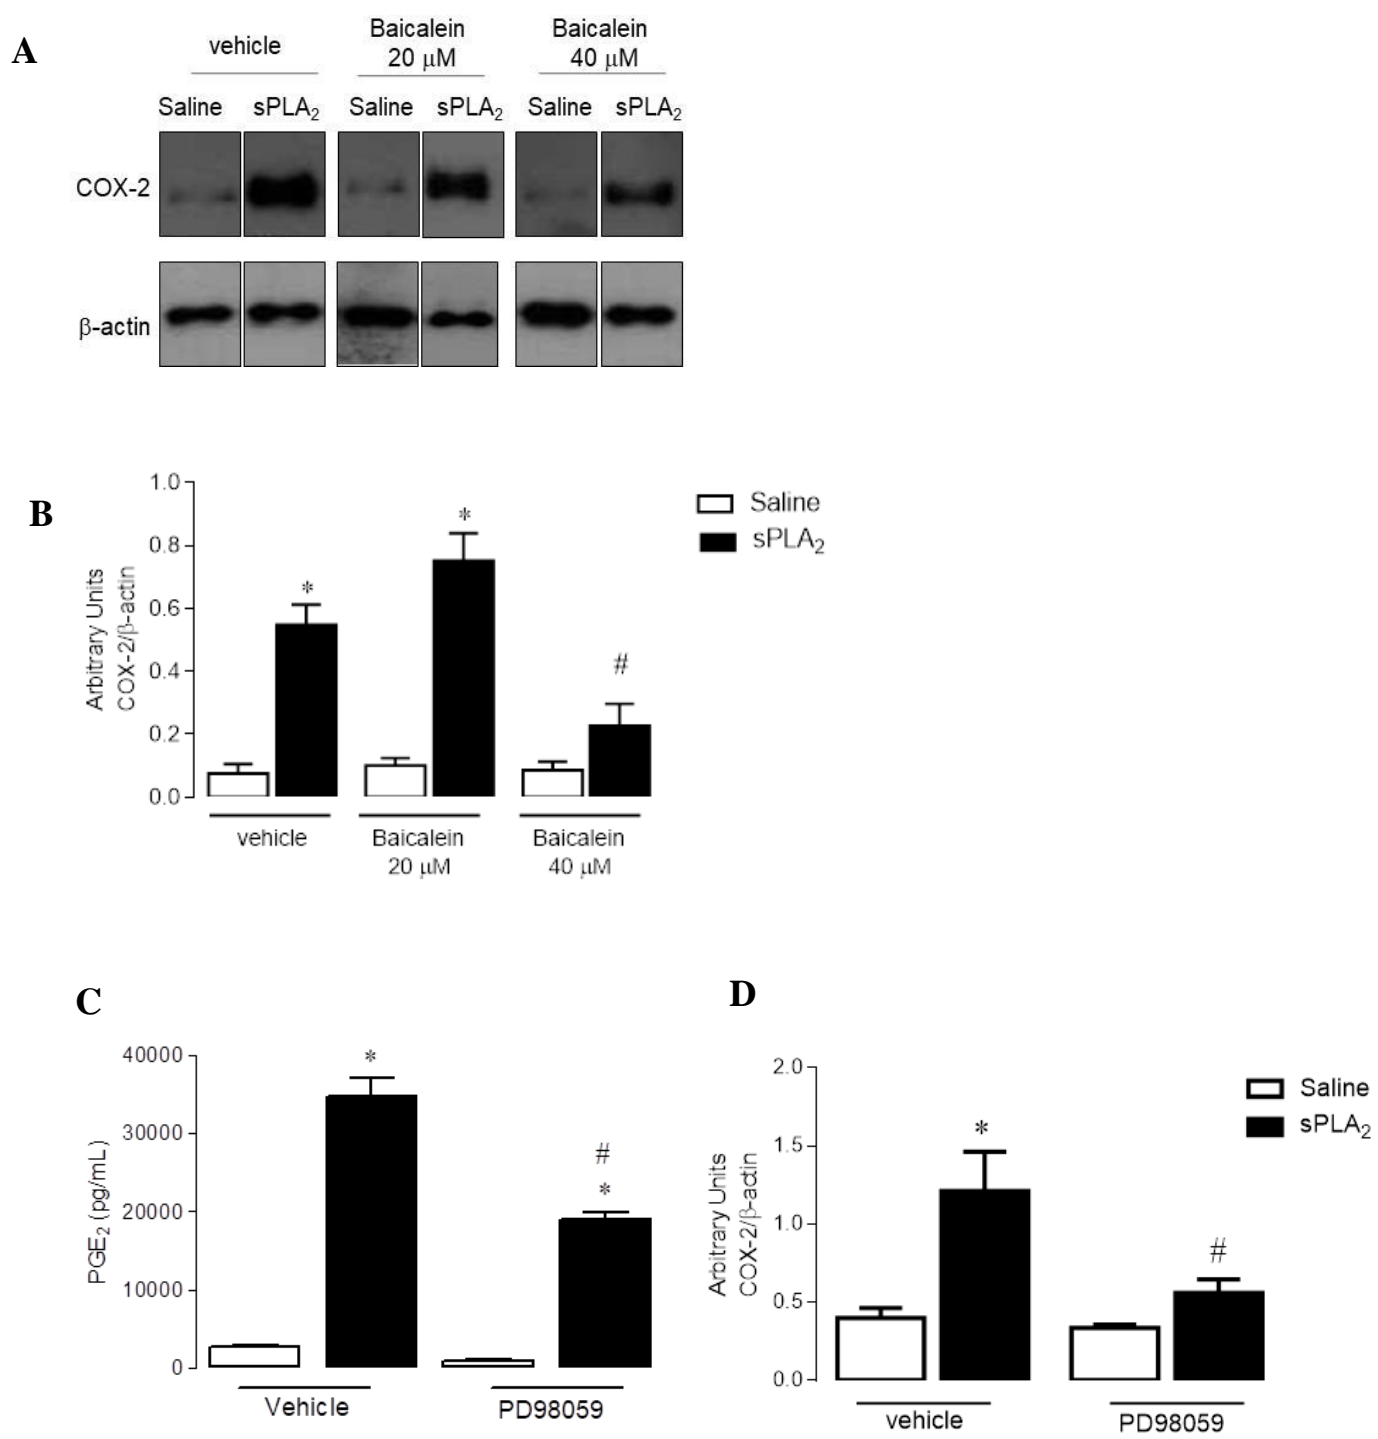 A
vehicle
Baicalein
20 μM
Baicalein
40 μM
Saline sPLA₂ Saline sPLA₂ Saline sPLA₂
COX-2
β-actin
B
1.0
0.8
0.6
0.4
0.2
0.0
Arbitrary Units
COX-2/β-actin
*
*
#
Saline
sPLA₂
vehicle
Baicalein
20 μM
Baicalein
40 μM
C
40000
30000
20000
10000
0
PGE₂ (pg/mL)
*
#
*
Vehicle
PD98059
D
2.0
1.5
1.0
0.5
0.0
Arbitrary Units
COX-2/β-actin
*
#
Saline
sPLA₂
vehicle
PD98059